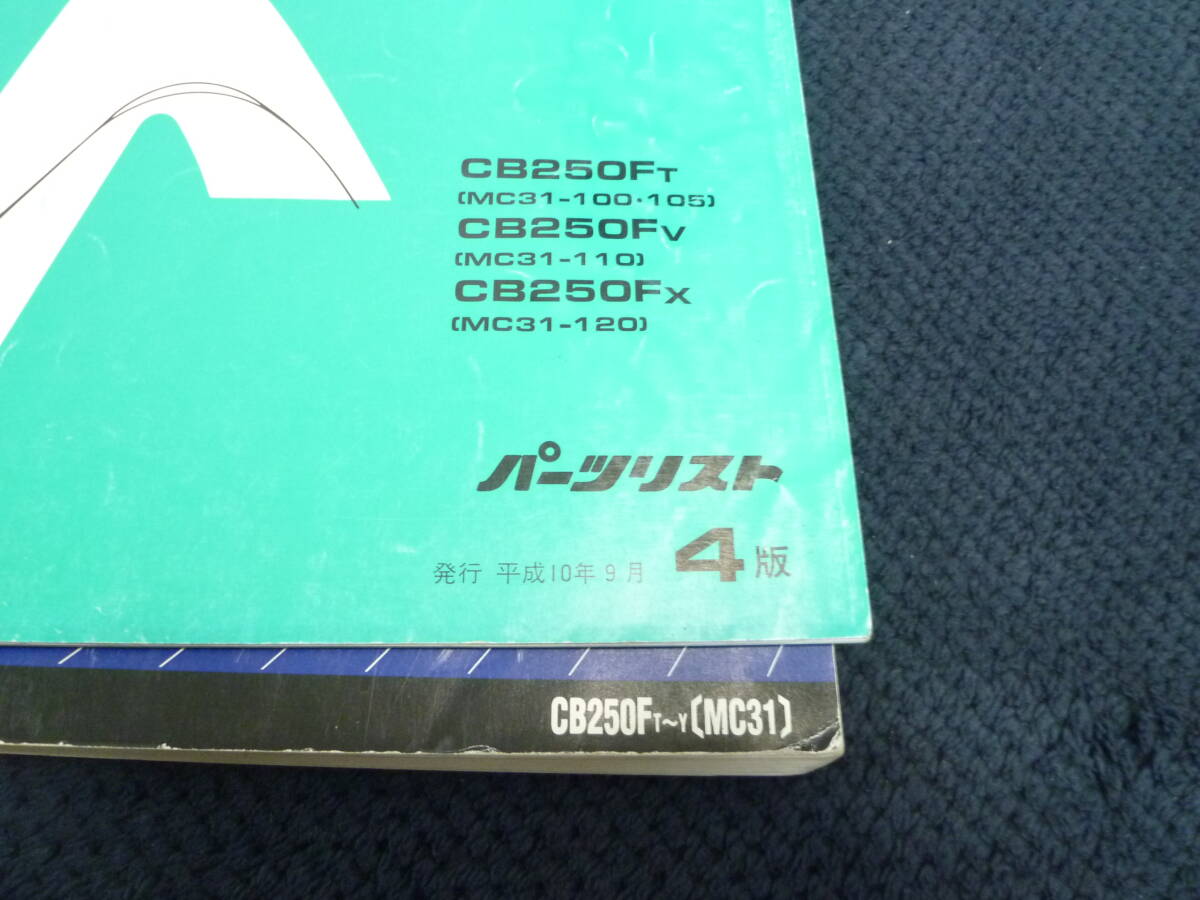 CB250FT
(MC31-100·105)
CB250FV
(MC31-110)
CB250FX
(MC31-120)
パーツリスト
発行 平成10年9月 4版
CB250FT~Y(MC31)